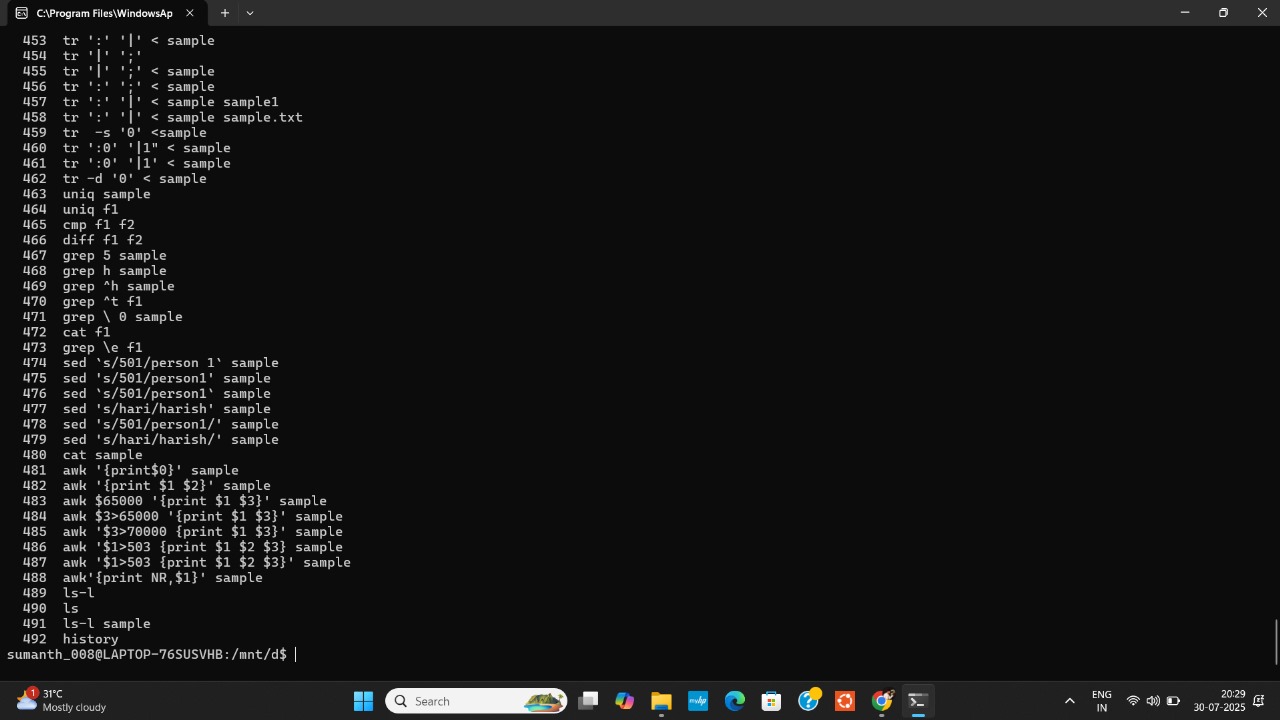 C:\Program Files\WindowsAp
453 tr ':' '|' < sample
454 tr '|' ';'
455 tr '|' ';' < sample
456 tr ':' ';' < sample
457 tr ':' '|' < sample sample1
458 tr ':' '|' < sample sample.txt
459 tr  -s '0' <sample
460 tr ':0' '|1" < sample
461 tr ':0' '|1' < sample
462 tr -d '0' < sample
463 uniq sample
464 uniq f1
465 cmp f1 f2
466 diff f1 f2
467 grep 5 sample
468 grep h sample
469 grep ^h sample
470 grep ^t f1
471 grep \ 0 sample
472 cat f1
473 grep \e f1
474 sed `s/501/person 1` sample
475 sed 's/501/person1' sample
476 sed `s/501/person1` sample
477 sed 's/hari/harish' sample
478 sed 's/501/person1/' sample
479 sed 's/hari/harish/' sample
480 cat sample
481 awk '{print$0}' sample
482 awk '{print $1 $2}' sample
483 awk $65000 '{print $1 $3}' sample
484 awk $3>65000 '{print $1 $3}' sample
485 awk '$3>70000 {print $1 $3}' sample
486 awk '$1>503 {print $1 $2 $3} sample
487 awk '$1>503 {print $1 $2 $3}' sample
488 awk'{print NR,$1}' sample
489 ls-l
490 ls
491 ls-l sample
492 history
sumanth_008@LAPTOP-76SUSVHB:/mnt/d$
1
31°C
Mostly cloudy
Search
myhp
ENG
IN
20:29
30-07-2025